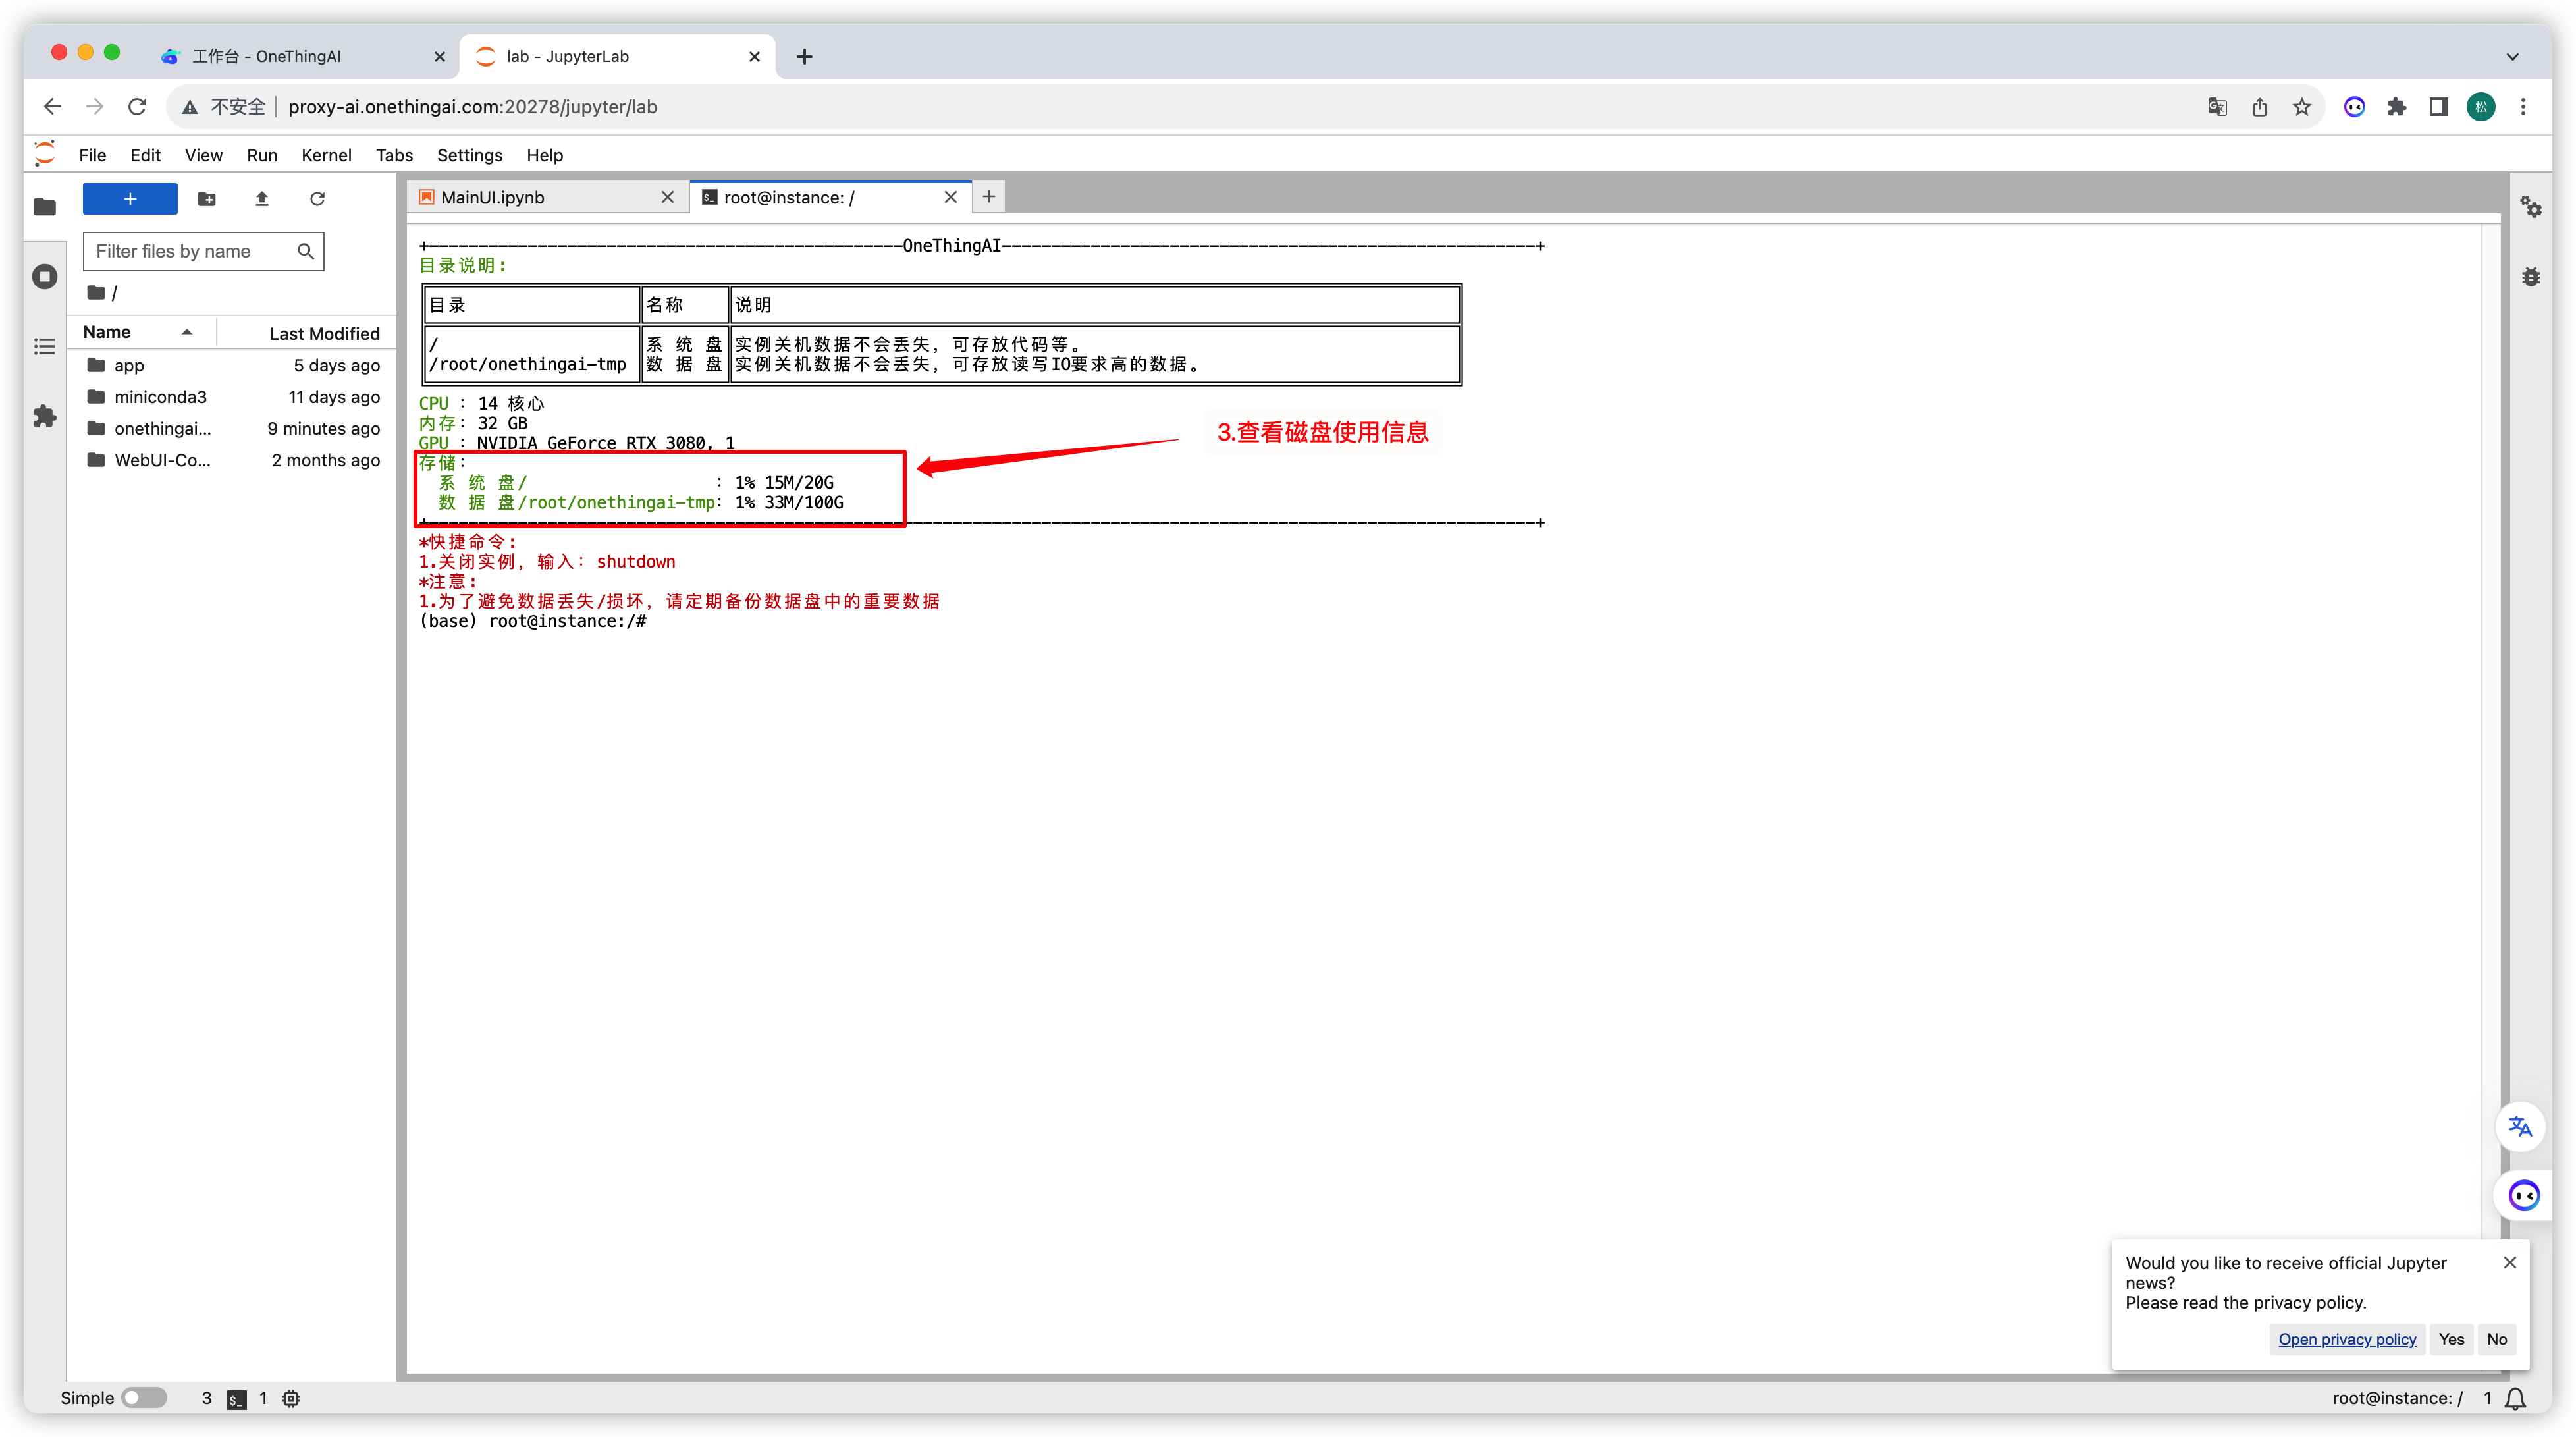 工作台 - OneThingAI
lab - JupyterLab
不安全 proxy-ai.onethingai.com:20278/jupyter/lab
松
File Edit View Run Kernel Tabs Settings Help
MainUI.ipynb
root@instance: /
Filter files by name
/
Name Last Modified
app 5 days ago
miniconda3 11 days ago
onethingai... 9 minutes ago
WebUI-Co... 2 months ago
+------------------------------------------------OneThingAI------------------------------------------------------+
目录说明:
目录 名称 说明
/ 系 统 盘 实例关机数据不会丢失，可存放代码等。
/root/onethingai-tmp 数 据 盘 实例关机数据不会丢失，可存放读写IO要求高的数据。
CPU : 14 核心
内存: 32 GB
GPU : NVIDIA GeForce RTX 3080, 1
存储:
系 统 盘/ : 1% 15M/20G
数 据 盘/root/onethingai-tmp: 1% 33M/100G
+----------------------------------------------------------------------------------------------------------------+
3.查看磁盘使用信息
*快捷命令:
1.关闭实例, 输入: shutdown
*注意:
1.为了避免数据丢失/损坏, 请定期备份数据盘中的重要数据
(base) root@instance:/#
Would you like to receive official Jupyter
news?
Please read the privacy policy.
Open privacy policy Yes No
Simple 3 $_ 1 root@instance: / 1